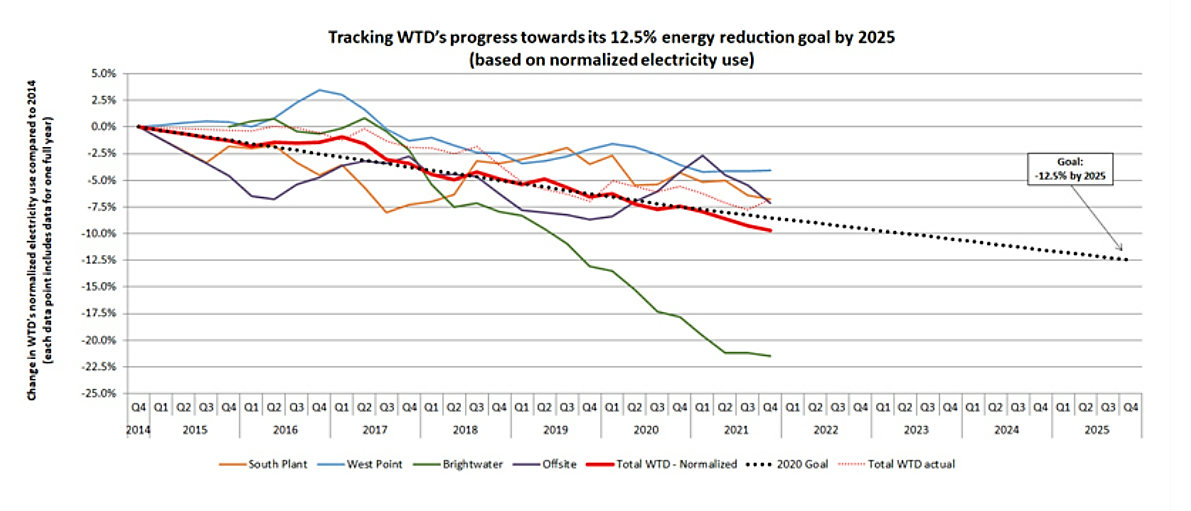 Tracking WTD's progress towards its 12.5% energy reduction goal by 2025
(based on normalized electricity use)
Change in WTD's normalized electricity use compared to 2014
(each data point includes data for one full year)
5.0%
2.5%
0.0%
-2.5%
-5.0%
-7.5%
-10.0%
-12.5%
-15.0%
-17.5%
-20.0%
-22.5%
-25.0%
Goal:
-12.5% by 2025
Q4 Q1 Q2 Q3 Q4 Q1 Q2 Q3 Q4 Q1 Q2 Q3 Q4 Q1 Q2 Q3 Q4 Q1 Q2 Q3 Q4 Q1 Q2 Q3 Q4 Q1 Q2 Q3 Q4 Q1 Q2 Q3 Q4 Q1 Q2 Q3 Q4 Q1 Q2 Q3 Q4 Q1 Q2 Q3 Q4
2014 2015 2016 2017 2018 2019 2020 2021 2022 2023 2024 2025
South Plant West Point Brightwater Offsite Total WTD - Normalized 2020 Goal Total WTD actual